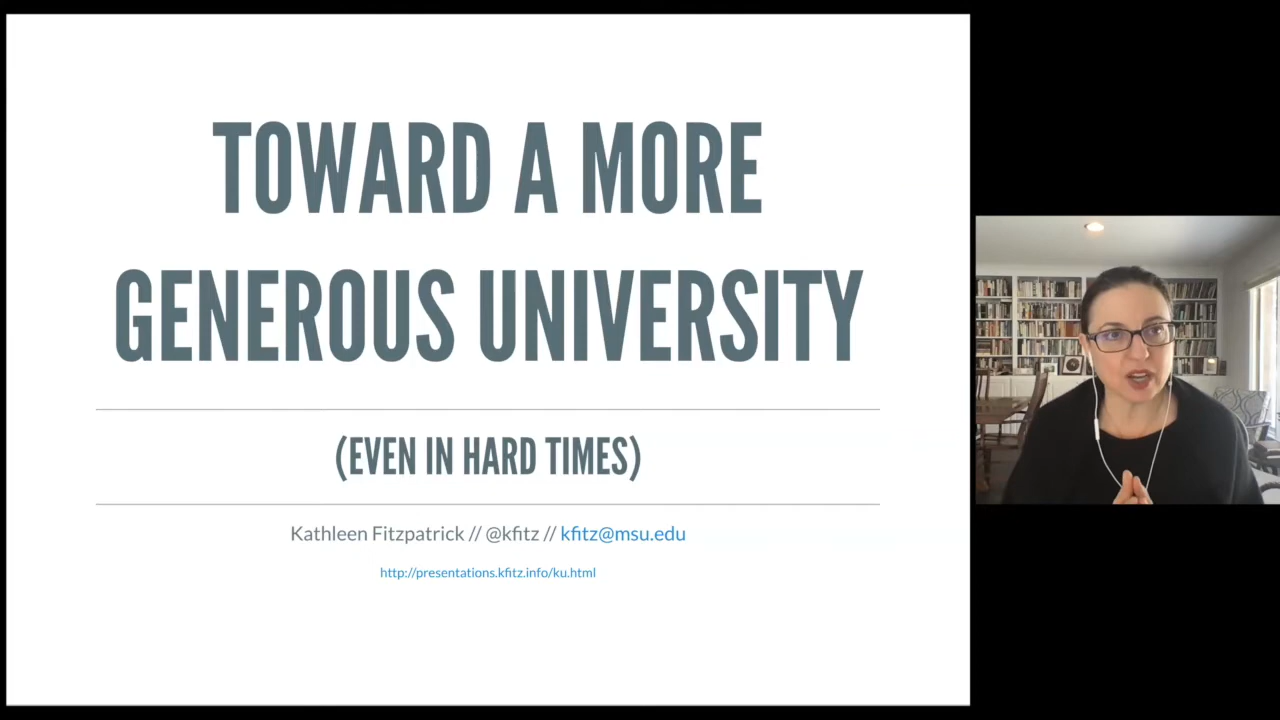 TOWARD A MORE
GENEROUS UNIVERSITY
(EVEN IN HARD TIMES)
Kathleen Fitzpatrick // @kfitz // kfitz@msu.edu
http://presentations.kfitz.info/ku.html